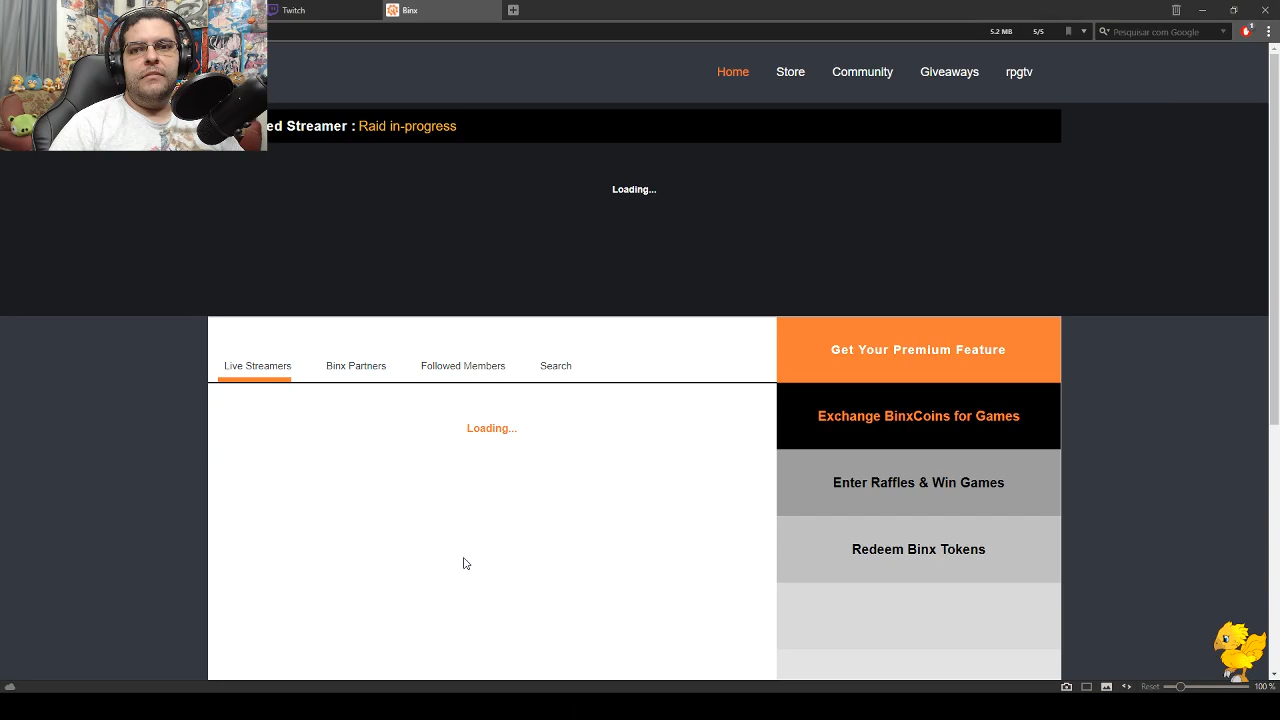 Twitch
Binx
5.2 MB
5/5
Pesquisar com Google
1
Home
Store
Community
Giveaways
rpgtv
ed Streamer : Raid in-progress
Loading...
Live Streamers
Binx Partners
Followed Members
Search
Loading...
Get Your Premium Feature
Exchange BinxCoins for Games
Enter Raffles & Win Games
Redeem Binx Tokens
Reset
100 %